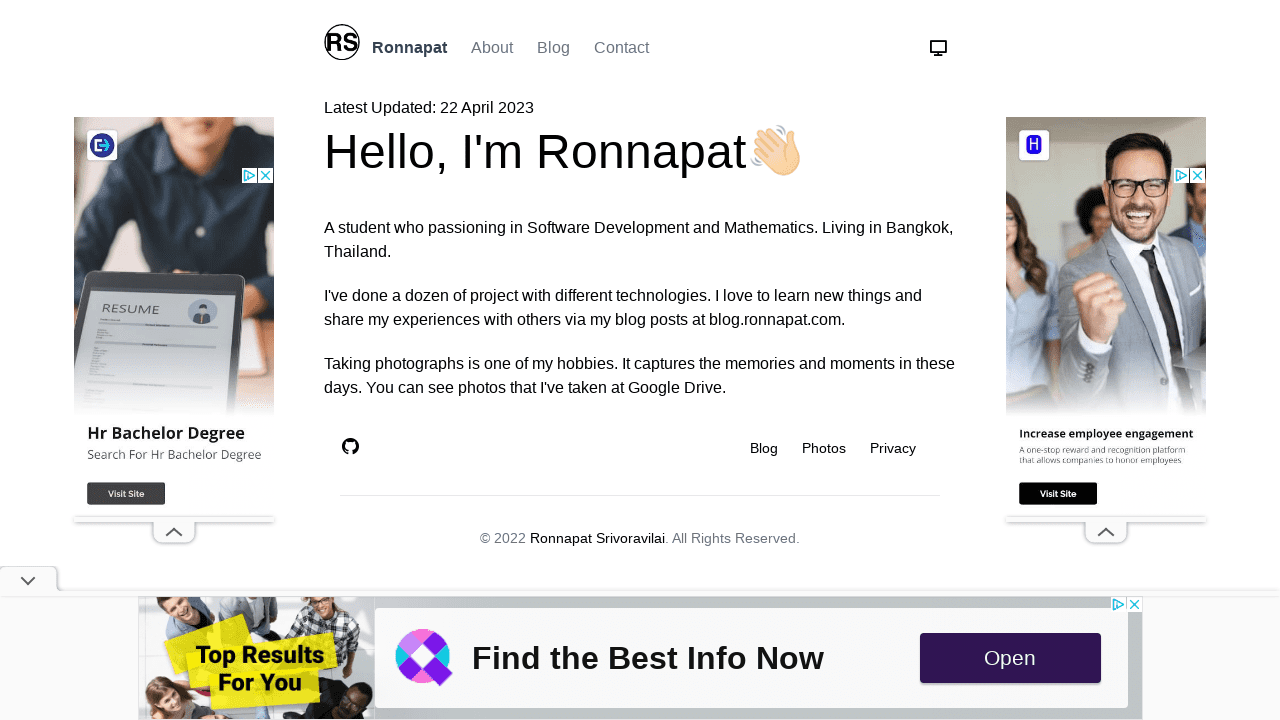 RS Ronnapat About Blog Contact
Latest Updated: 22 April 2023
Hello, I'm Ronnapat
A student who passioning in Software Development and Mathematics. Living in Bangkok,
Thailand.
I've done a dozen of project with different technologies. I love to learn new things and
share my experiences with others via my blog posts at blog.ronnapat.com.
Taking photographs is one of my hobbies. It captures the memories and moments in these
days. You can see photos that I've taken at Google Drive.
Blog Photos Privacy
© 2022 Ronnapat Srivoravilai. All Rights Reserved.
RESUME
Hr Bachelor Degree
Search For Hr Bachelor Degree
Visit Site
H
Increase employee engagement
A one-stop reward and recognition platform
that allows companies to honor employees
Visit Site
Top Results
For You
Find the Best Info Now
Open